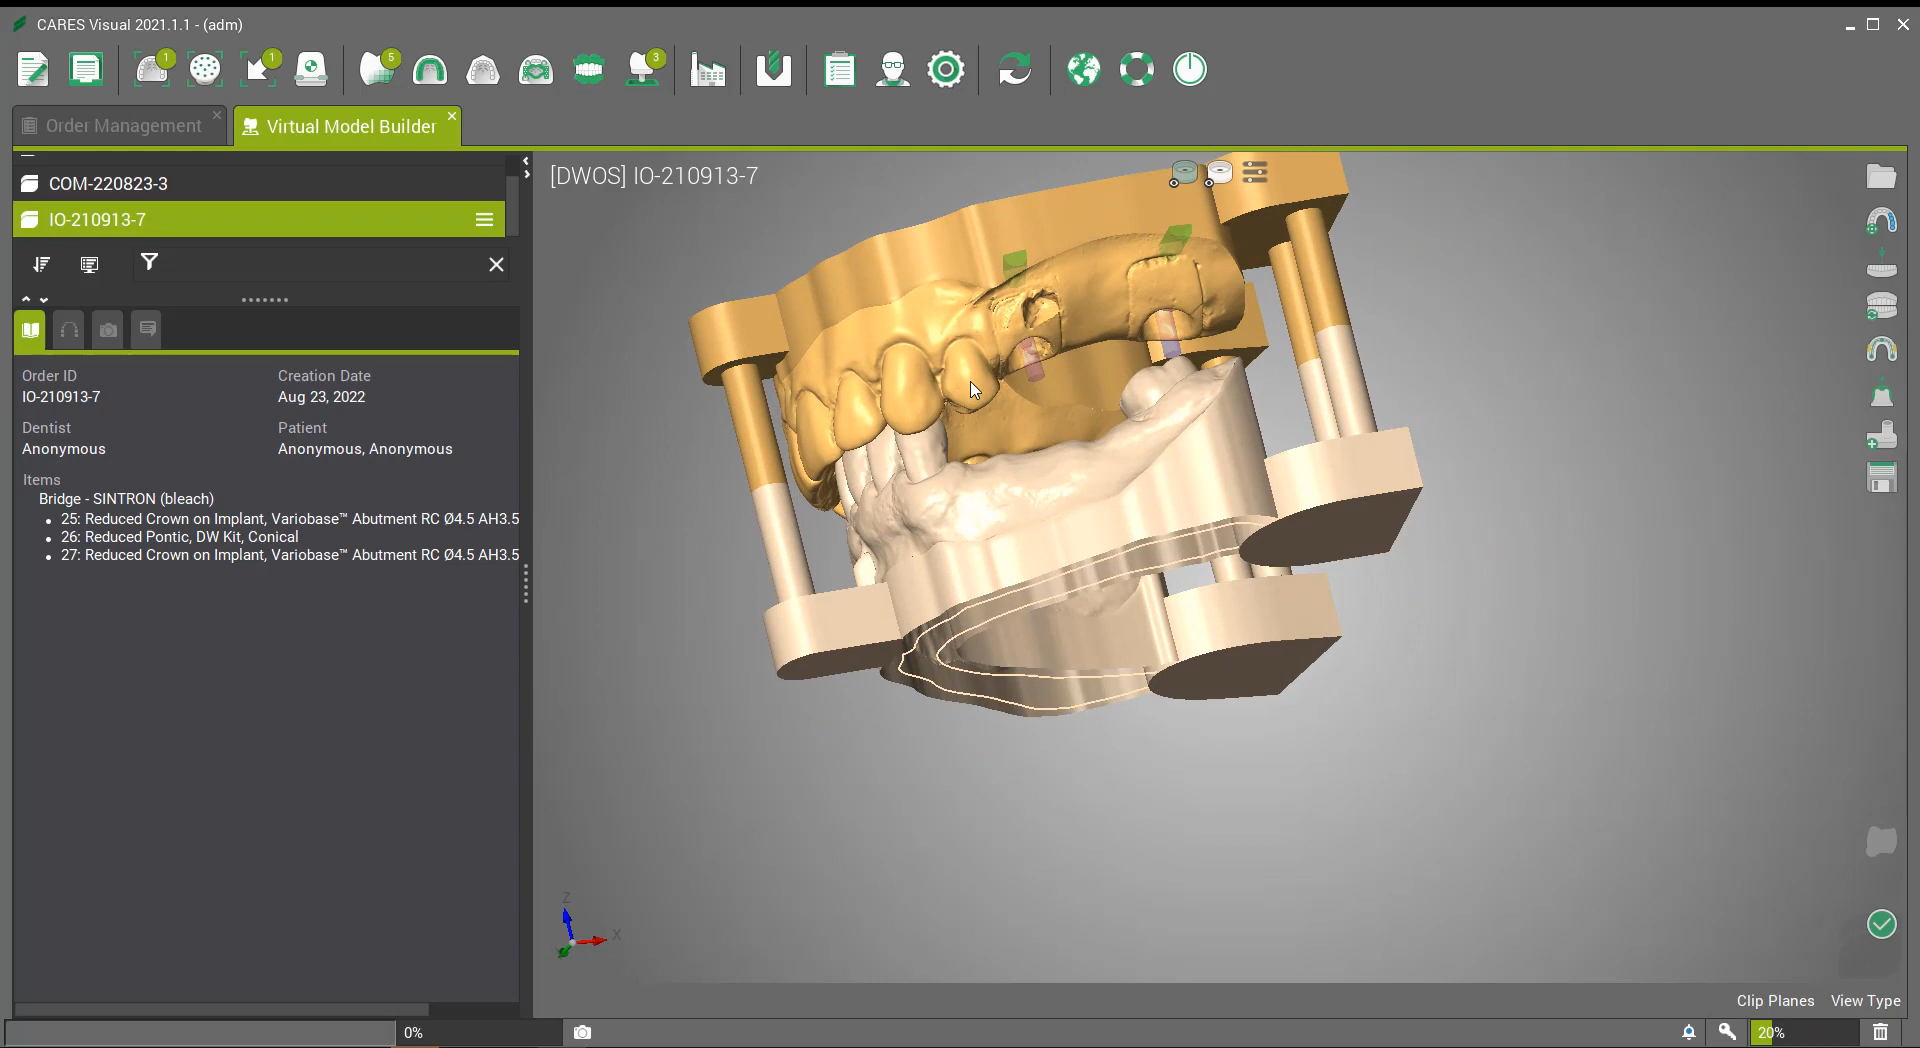 CARES Visual 2021.1.1 - (adm)
1
1
5
3
Order Management
Virtual Model Builder
COM-220823-3
IO-210913-7
[DWOS] IO-210913-7
Order ID
Creation Date
IO-210913-7
Aug 23, 2022
Dentist
Patient
Anonymous
Anonymous, Anonymous
Items
Bridge - SINTRON (bleach)
25: Reduced Crown on Implant, Variobase™ Abutment RC Ø4.5 AH3.5
26: Reduced Pontic, DW Kit, Conical
27: Reduced Crown on Implant, Variobase™ Abutment RC Ø4.5 AH3.5
Z
X
Clip Planes
View Type
0%
20%